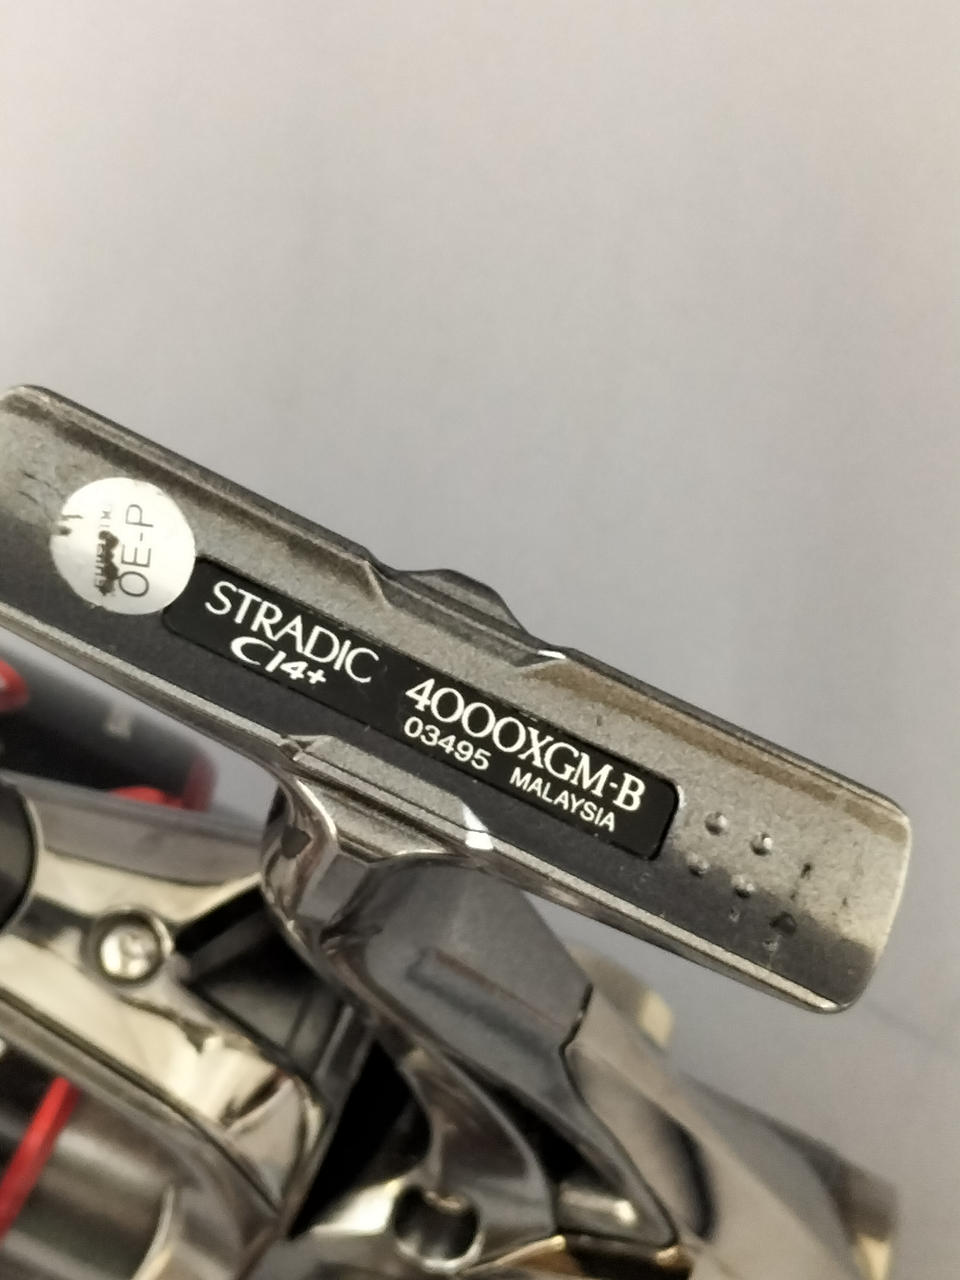 OE-P
STRADIC
CI4+
4000XGM-B
03495 MALAYSIA